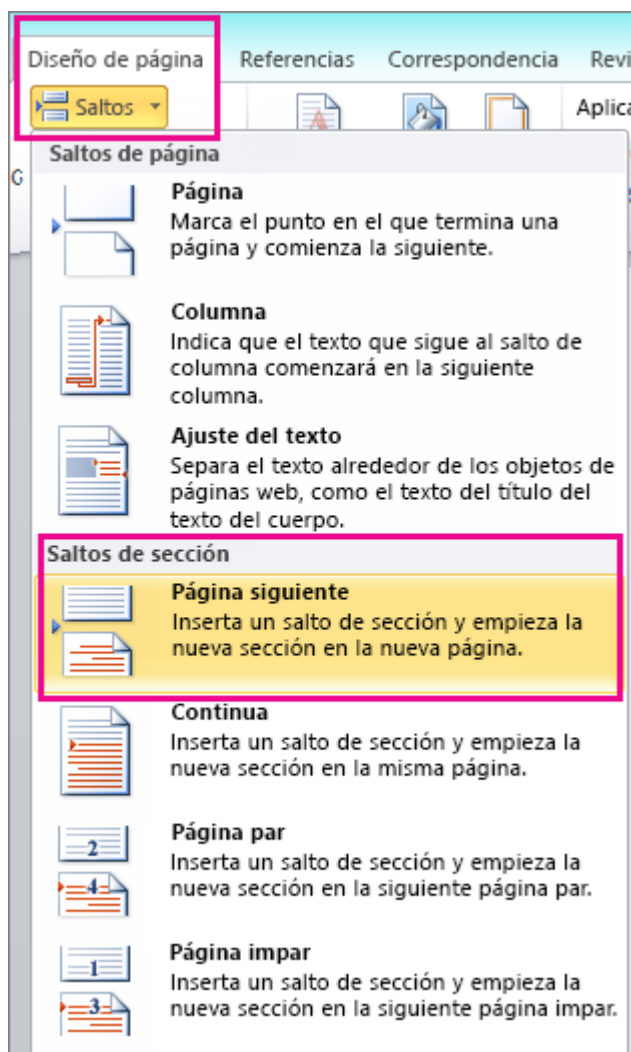 Diseño de página Referencias Correspondencia Revi
Saltos Aplica
G
Saltos de página
Página
Marca el punto en el que termina una
página y comienza la siguiente.
Columna
Indica que el texto que sigue al salto de
columna comenzará en la siguiente
columna.
Ajuste del texto
Separa el texto alrededor de los objetos de
páginas web, como el texto del título del
texto del cuerpo.
Saltos de sección
Página siguiente
Inserta un salto de sección y empieza la
nueva sección en la nueva página.
Continua
Inserta un salto de sección y empieza la
nueva sección en la misma página.
Página par
2
Inserta un salto de sección y empieza la
4
nueva sección en la siguiente página par.
Página impar
1
Inserta un salto de sección y empieza la
3
nueva sección en la siguiente página impar.